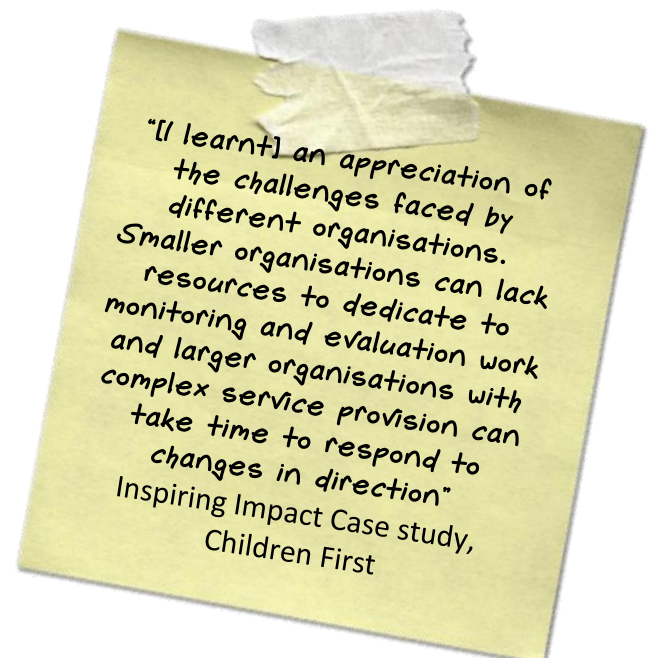 "[I learnt] an appreciation of
the challenges faced by
different organisations.
Smaller organisations can lack
resources to dedicate to
monitoring and evaluation work
and larger organisations with
complex service provision can
take time to respond to
changes in direction"
Inspiring Impact Case study,
Children First